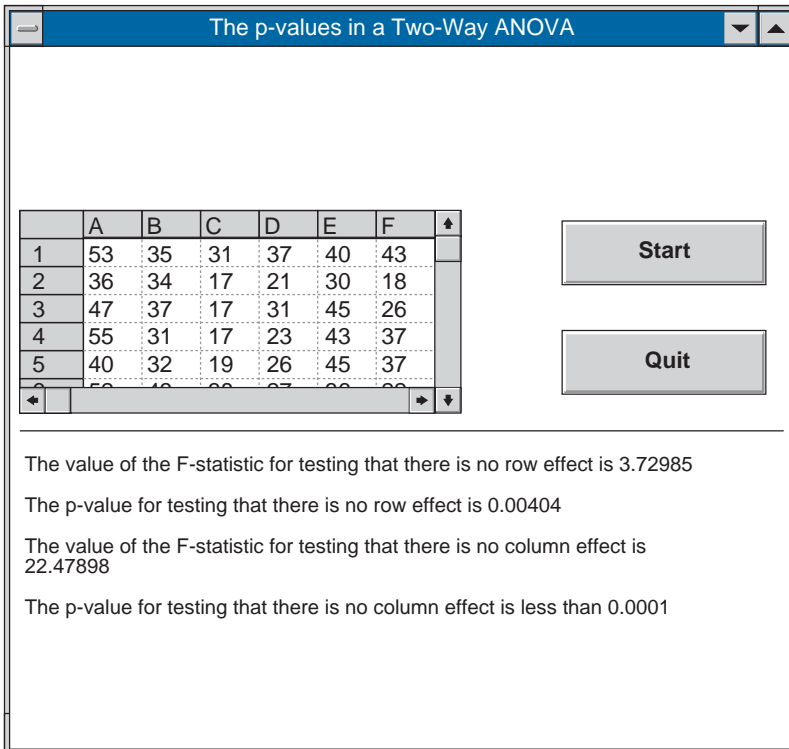 The p-values in a Two-Way ANOVA
A B C D E F
1 53 35 31 37 40 43
2 36 34 17 21 30 18
3 47 37 17 31 45 26
4 55 31 17 23 43 37
5 40 32 19 26 45 37
Start
Quit
The value of the F-statistic for testing that there is no row effect is 3.72985
The p-value for testing that there is no row effect is 0.00404
The value of the F-statistic for testing that there is no column effect is
22.47898
The p-value for testing that there is no column effect is less than 0.0001